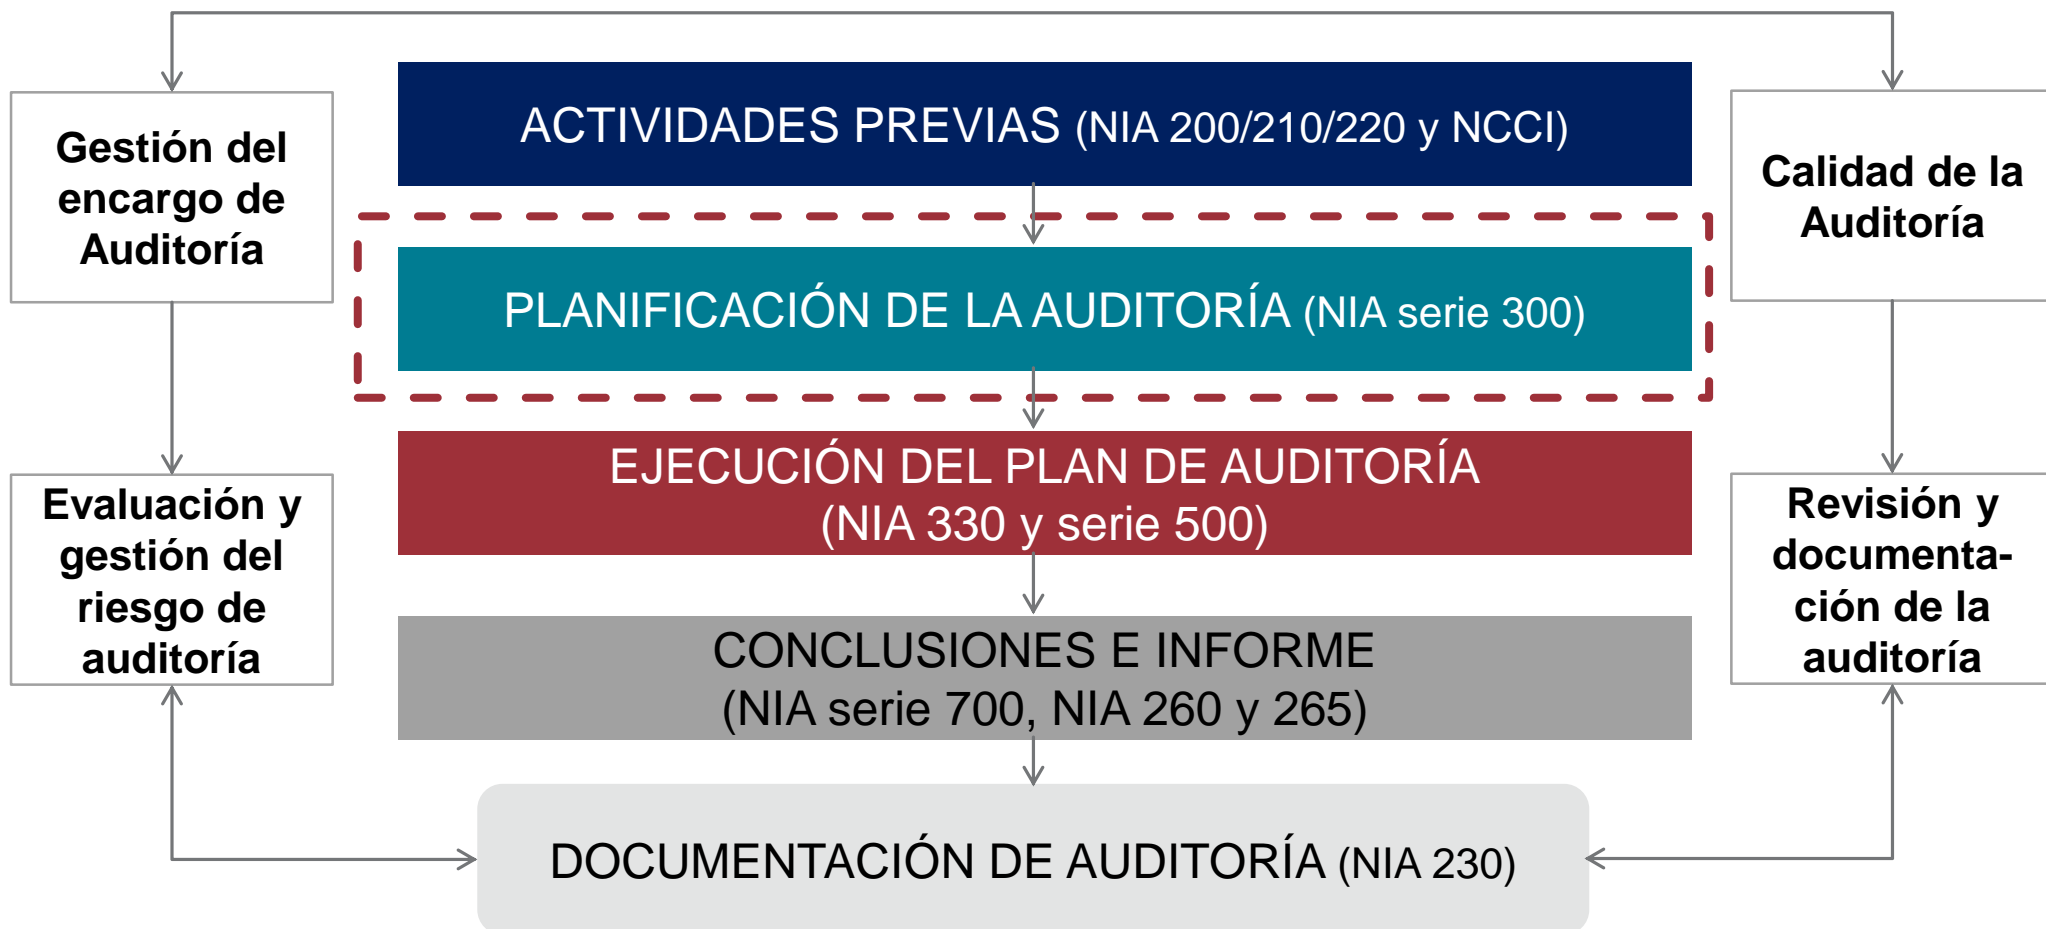 ACTIVIDADES PREVIAS (NIA 200/210/220 y NCCI)
Gestión del
encargo de
Auditoría
Calidad de la
Auditoría
PLANIFICACIÓN DE LA AUDITORÍA (NIA serie 300)
EJECUCIÓN DEL PLAN DE AUDITORÍA
(NIA 330 y serie 500)
Evaluación y
gestión del
riesgo de
auditoría
Revisión y
documenta-
ción de la
auditoría
CONCLUSIONES E INFORME
(NIA serie 700, NIA 260 y 265)
DOCUMENTACIÓN DE AUDITORÍA (NIA 230)